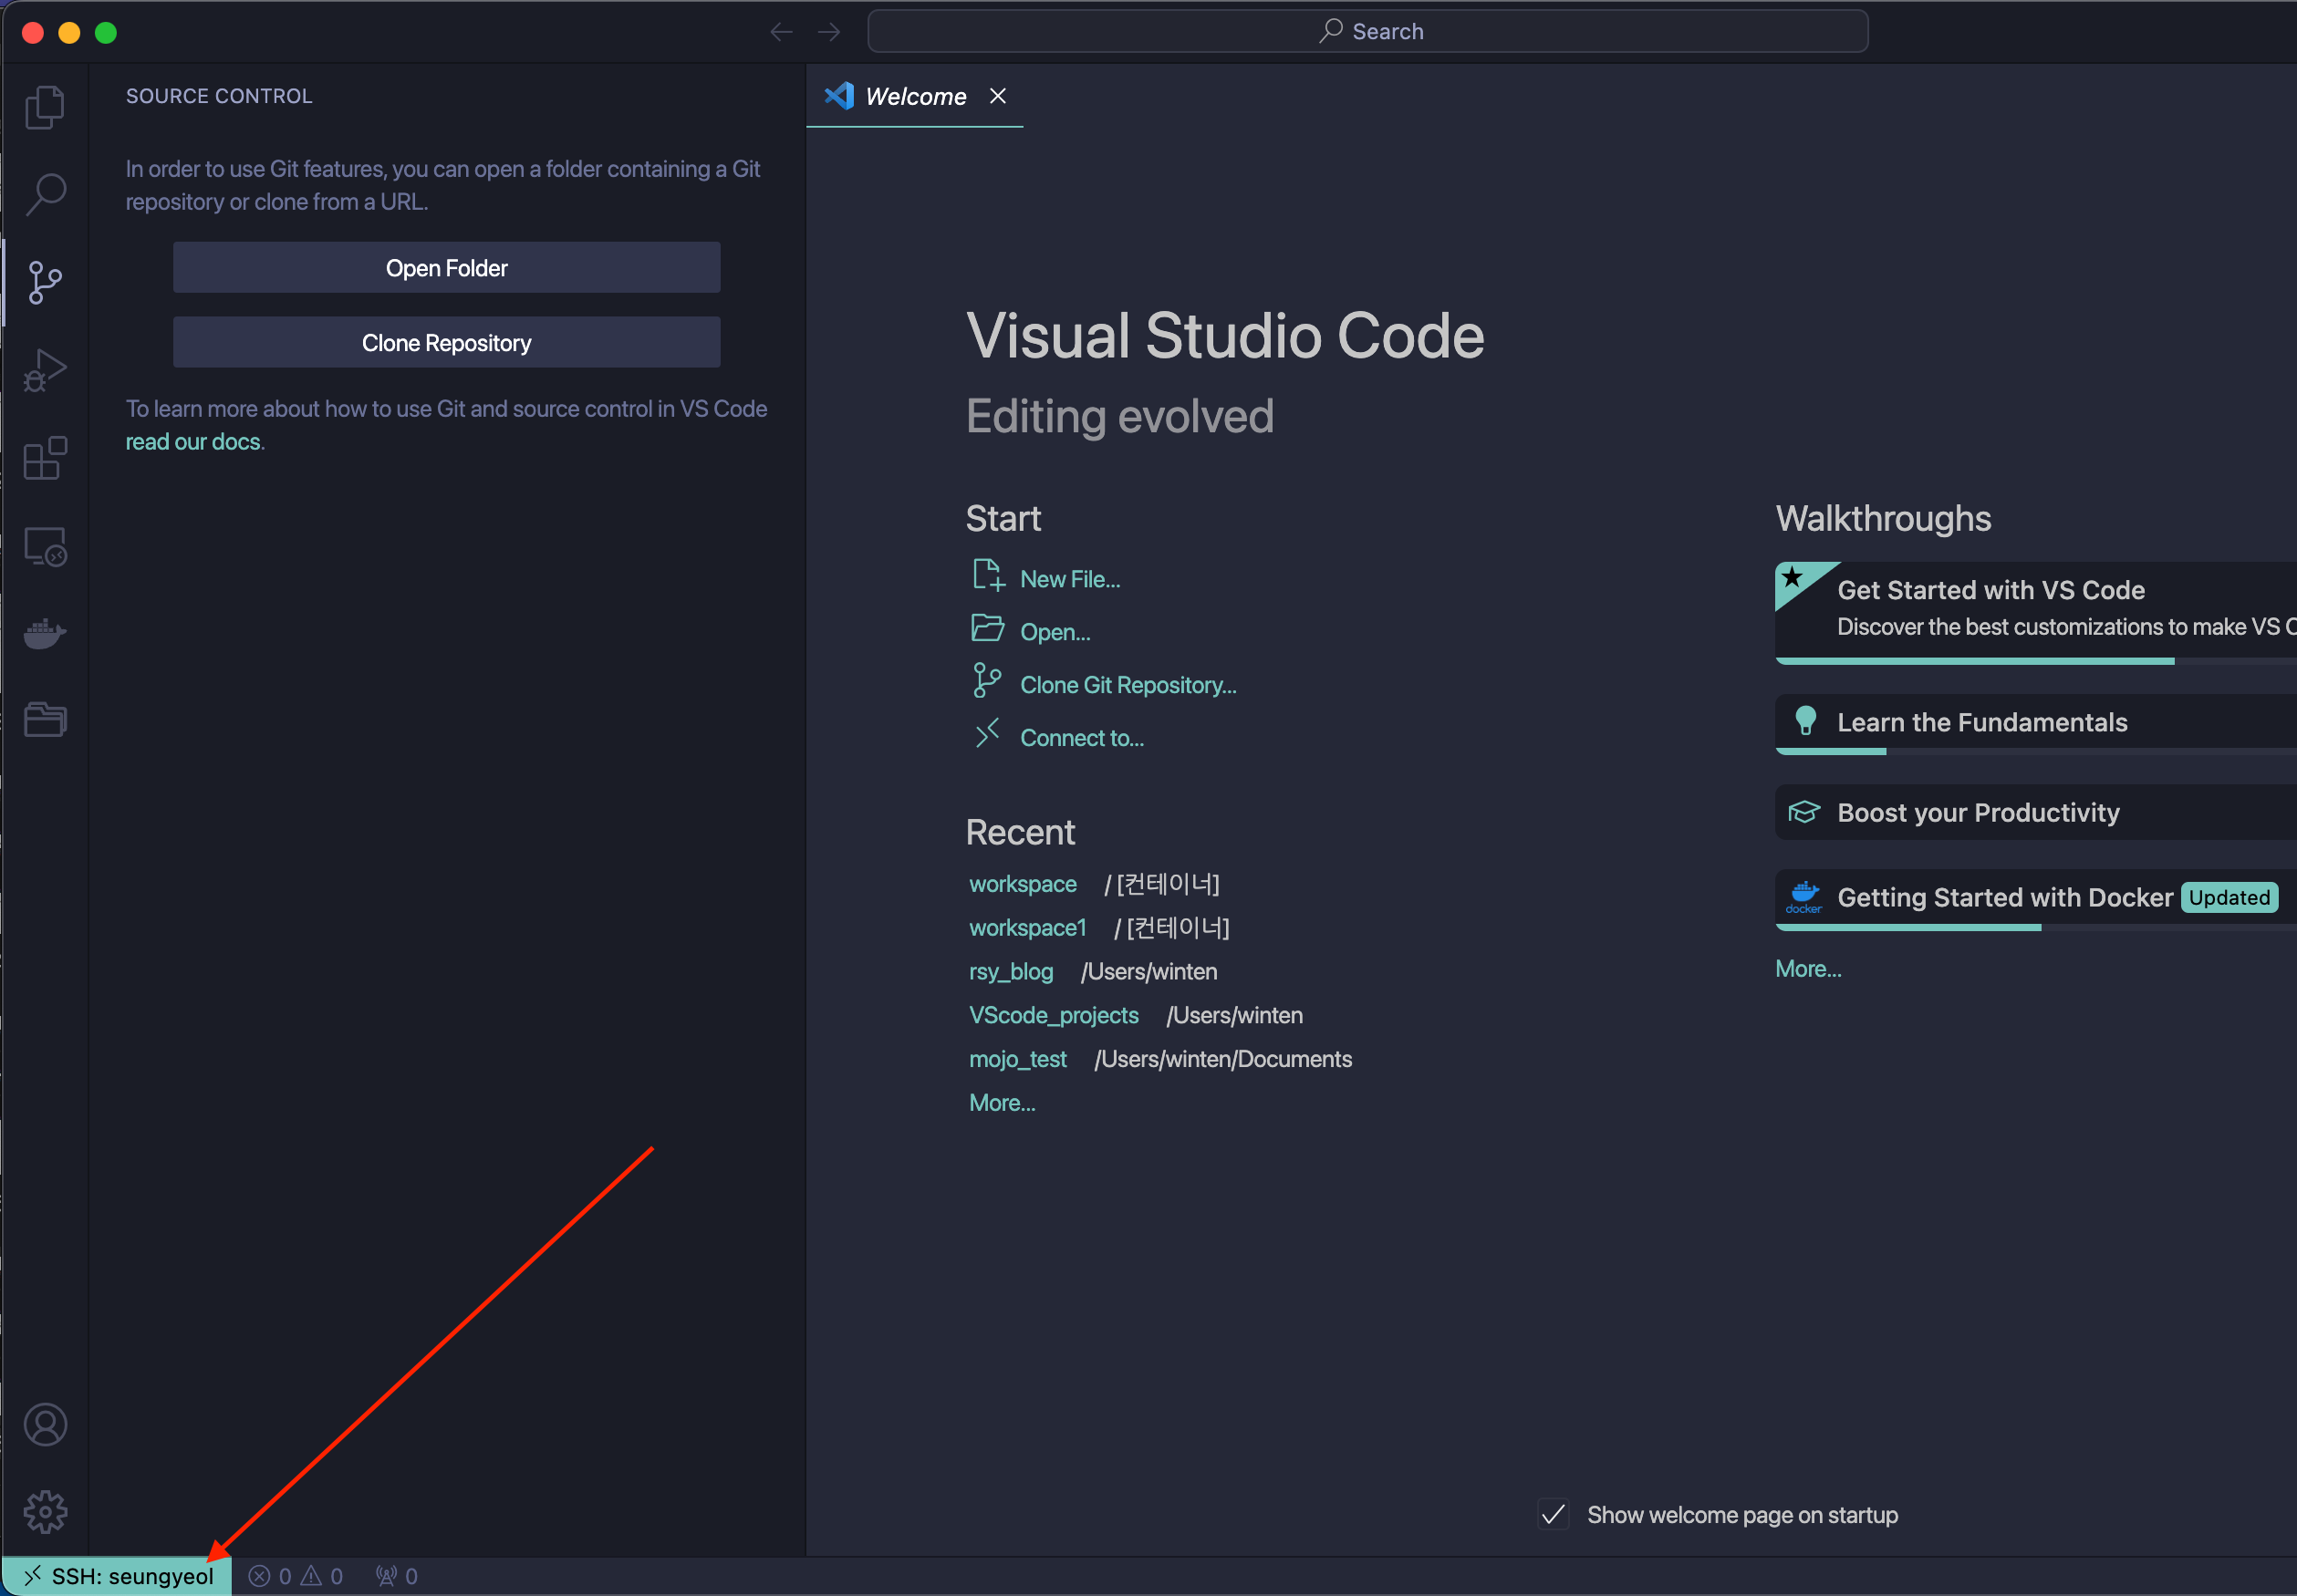 Search
SOURCE CONTROL
Welcome
In order to use Git features, you can open a folder containing a Git
repository or clone from a URL.
Open Folder
Clone Repository
To learn more about how to use Git and source control in VS Code
read our docs.
Visual Studio Code
Editing evolved
Start
New File...
Open...
Clone Git Repository...
Connect to...
Recent
workspace / [컨테이너]
workspace1 / [컨테이너]
rsy_blog /Users/winten
VScode_projects /Users/winten
mojo_test /Users/winten/Documents
More...
Walkthroughs
Get Started with VS Code
Discover the best customizations to make VS C
Learn the Fundamentals
Boost your Productivity
docker
Getting Started with Docker Updated
More...
Show welcome page on startup
SSH: seungyeol 0 0 0